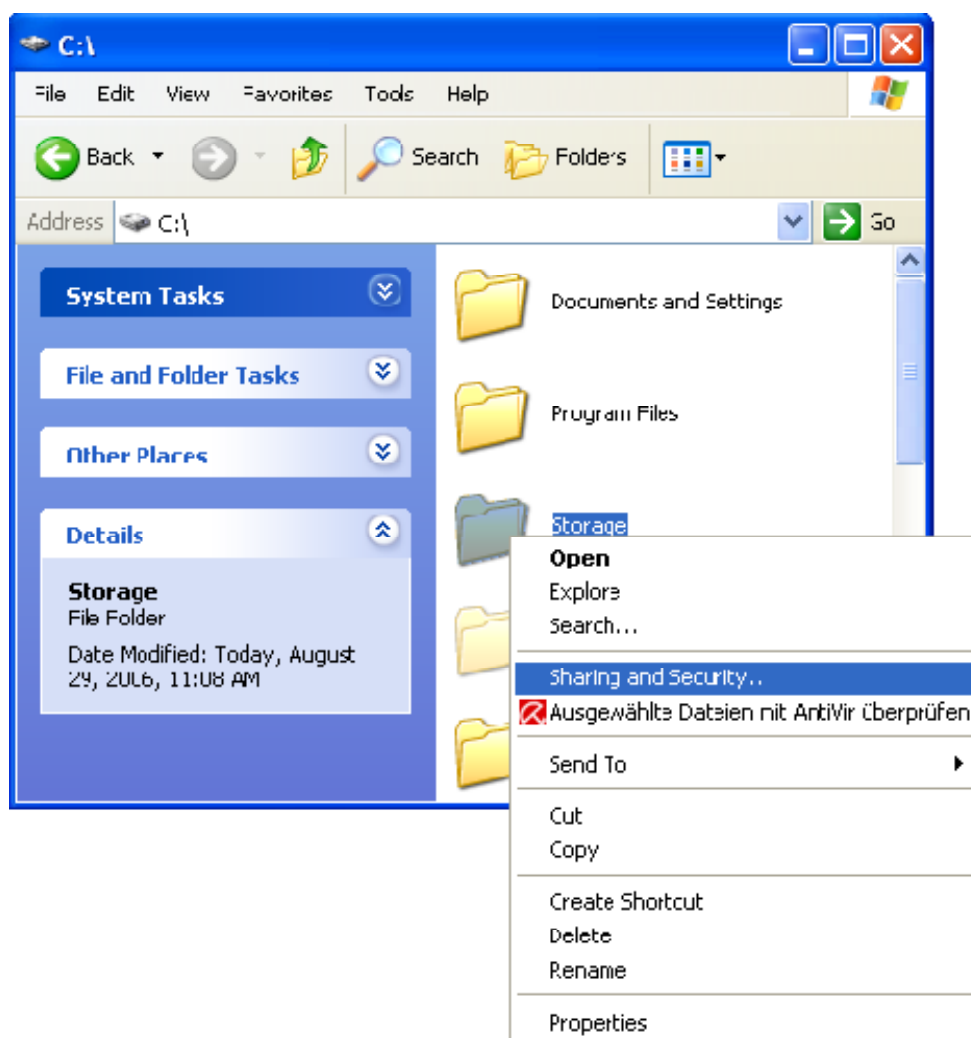 C:\
File Edit View Favorites Tools Help
Back Search Folders
Address C:\ Go
System Tasks
File and Folder Tasks
Other Places
Details
Storage
File Folder
Date Modified: Today, August
29, 2006, 11:08 AM
Documents and Settings
Program Files
Storage
Open
Explore
Search...
Sharing and Security..
Ausgewählte Dateien mit AntiVir überprüfen
Send To
Cut
Copy
Create Shortcut
Delete
Rename
Properties